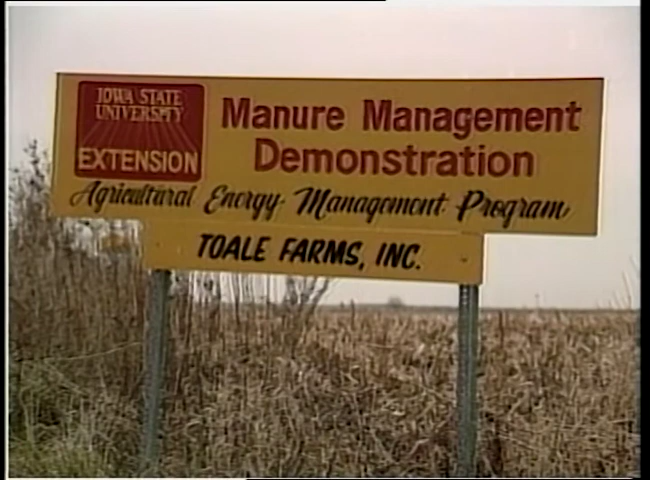 IOWA STATE
UNIVERSITY
EXTENSION
Manure Management
Demonstration
Agricultural Energy Management Program
TOALE FARMS, INC.